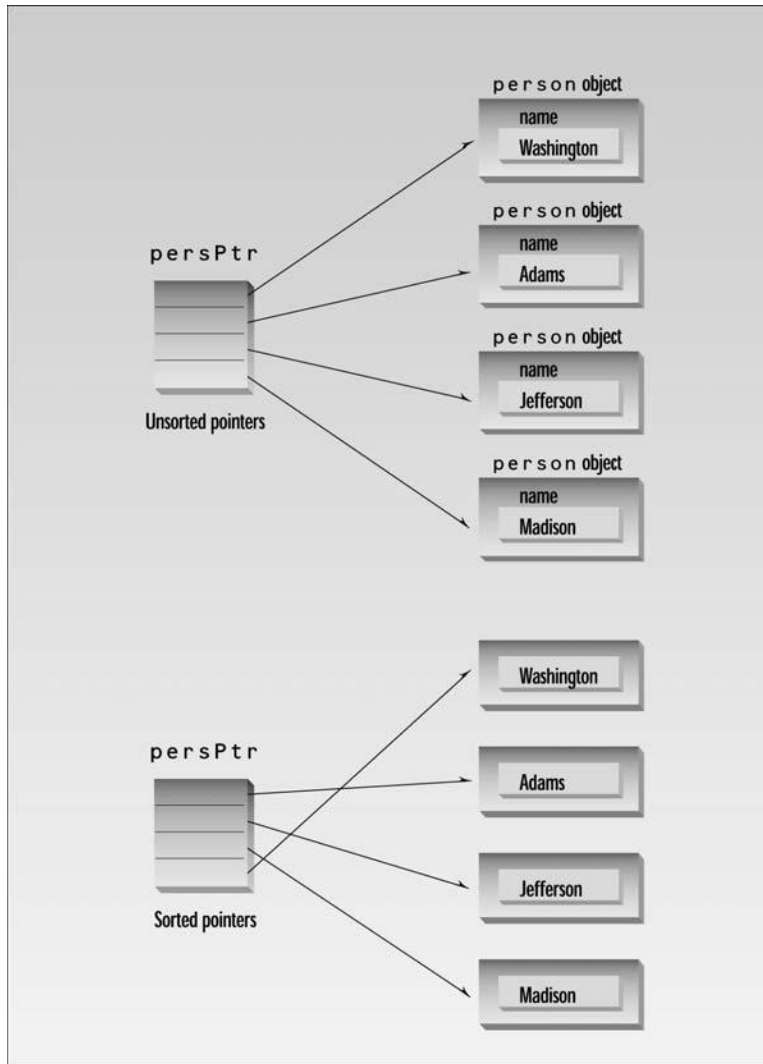 person object
name
Washington
person object
name
Adams
persPtr
person object
name
Jefferson
Unsorted pointers
person object
name
Madison
Washington
persPtr
Adams
Jefferson
Sorted pointers
Madison